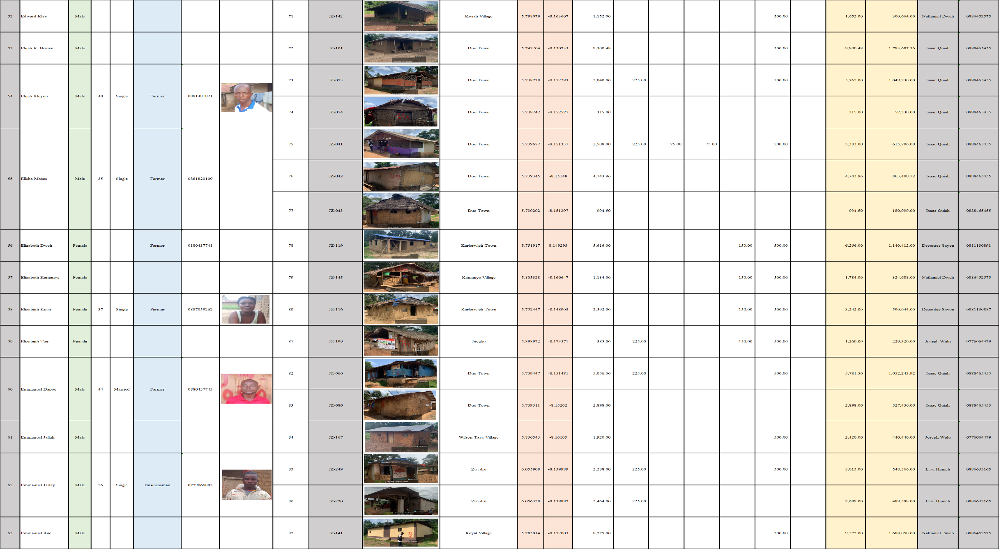 52 Edward Klay Male 71 JZ-142 Kwiah Village 5.798079 -8.163607 1,152.00 500.00 1,652.00 300,664.00 Nathaniel Dweh 0886452575
53 Elijah K. Brown Male 72 JZ-101 Duo Town 5.743204 -8.150733 9,300.48 500.00 9,800.48 1,783,687.36 Isaac Quiah 0888465455
54 Elijah Kleyon Male 40 Single Farmer 0881481821 73 JZ-073 Duo Town 5.738738 -8.152283 5,040.00 225.00 500.00 5,765.00 1,049,230.00 Isaac Quiah 0888465455
74 JZ-074 Duo Town 5.738742 -8.152577 315.00 315.00 57,330.00 Isaac Quiah 0888465455
55 Elisha Moses Male 35 Single Farmer 0881820109 75 JZ-041 Duo Town 5.739677 -8.151337 2,508.00 225.00 75.00 75.00 500.00 3,383.00 615,706.00 Isaac Quiah 0888465455
76 JZ-042 Duo Town 5.739345 -8.15148 4,743.96 4,743.96 863,400.72 Isaac Quiah 0888465455
77 JZ-043 Duo Town 5.739292 -8.151397 994.50 994.50 180,999.00 Isaac Quiah 0888465455
56 Elizabeth Dweh Female Farmer 0880437748 78 JZ-119 Karlorwleh Town 5.751917 8.149293 5,616.00 150.00 500.00 6,266.00 1,140,412.00 Decontee Sayon 0881130891
57 Elizabeth Kamanye Female 79 JZ-145 Kamanye Village 5.805328 -8.166647 1,134.00 150.00 500.00 1,784.00 324,688.00 Nathaniel Dweh 0886452575
58 Elizabeth Kular Female 37 Single Farmer 0887059262 80 JZ-116 Karlorwleh Town 5.752447 -8.148903 2,592.00 150.00 500.00 3,242.00 590,044.00 Decontee Sayon 0881130887
59 Elizabeth Toe Female 81 JZ-199 Jaygbo 5.898972 -8.173571 385.00 225.00 150.00 500.00 1,260.00 229,320.00 Joseph Wulu 0776064479
60 Emmanuel Dapoe Male 44 Married Farmer 0880437743 82 JZ-066 Duo Town 5.739447 -8.151481 5,056.56 225.00 500.00 5,781.56 1,052,243.92 Isaac Quiah 0888465455
83 JZ-080 Duo Town 5.739311 -8.15202 2,898.00 2,898.00 527,436.00 Isaac Quiah 0888465455
61 Emmanuel Jallah Male 84 JZ-167 Wilson Taye Village 5.836543 -8.16105 1,920.00 500.00 2,420.00 440,440.00 Joseph Wulu 0776064479
62 Emmanuel Jarlay Male 26 Single Businessman 0779066803 85 JZ-249 Zwedru 6.055908 -8.139989 2,288.00 225.00 500.00 3,013.00 548,366.00 Levi Hinneh 0886633165
86 JZ-250 Zwedru 6.056328 -8.139895 2,464.00 225.00 2,689.00 489,398.00 Levi Hinneh 0886633165
63 Emmanuel Rue Male 87 JZ-141 Royal Village 5.785014 -8.152003 8,775.00 500.00 9,275.00 1,688,050.00 Nathaniel Dweh 0886452575